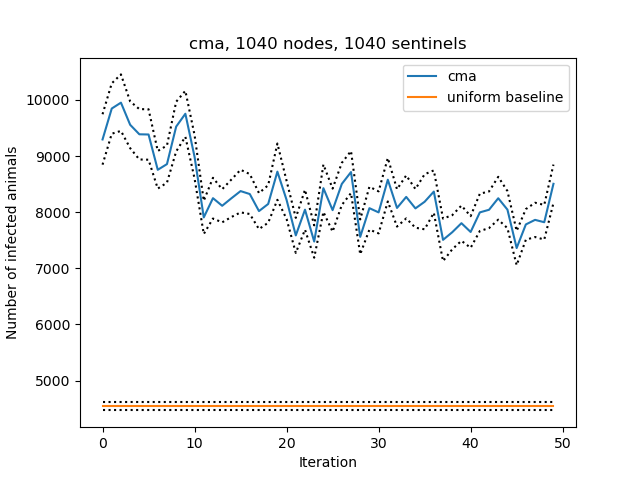 cma, 1040 nodes, 1040 sentinels
cma
uniform baseline
Number of infected animals
10000
9000
8000
7000
6000
5000
0 10 20 30 40 50
Iteration